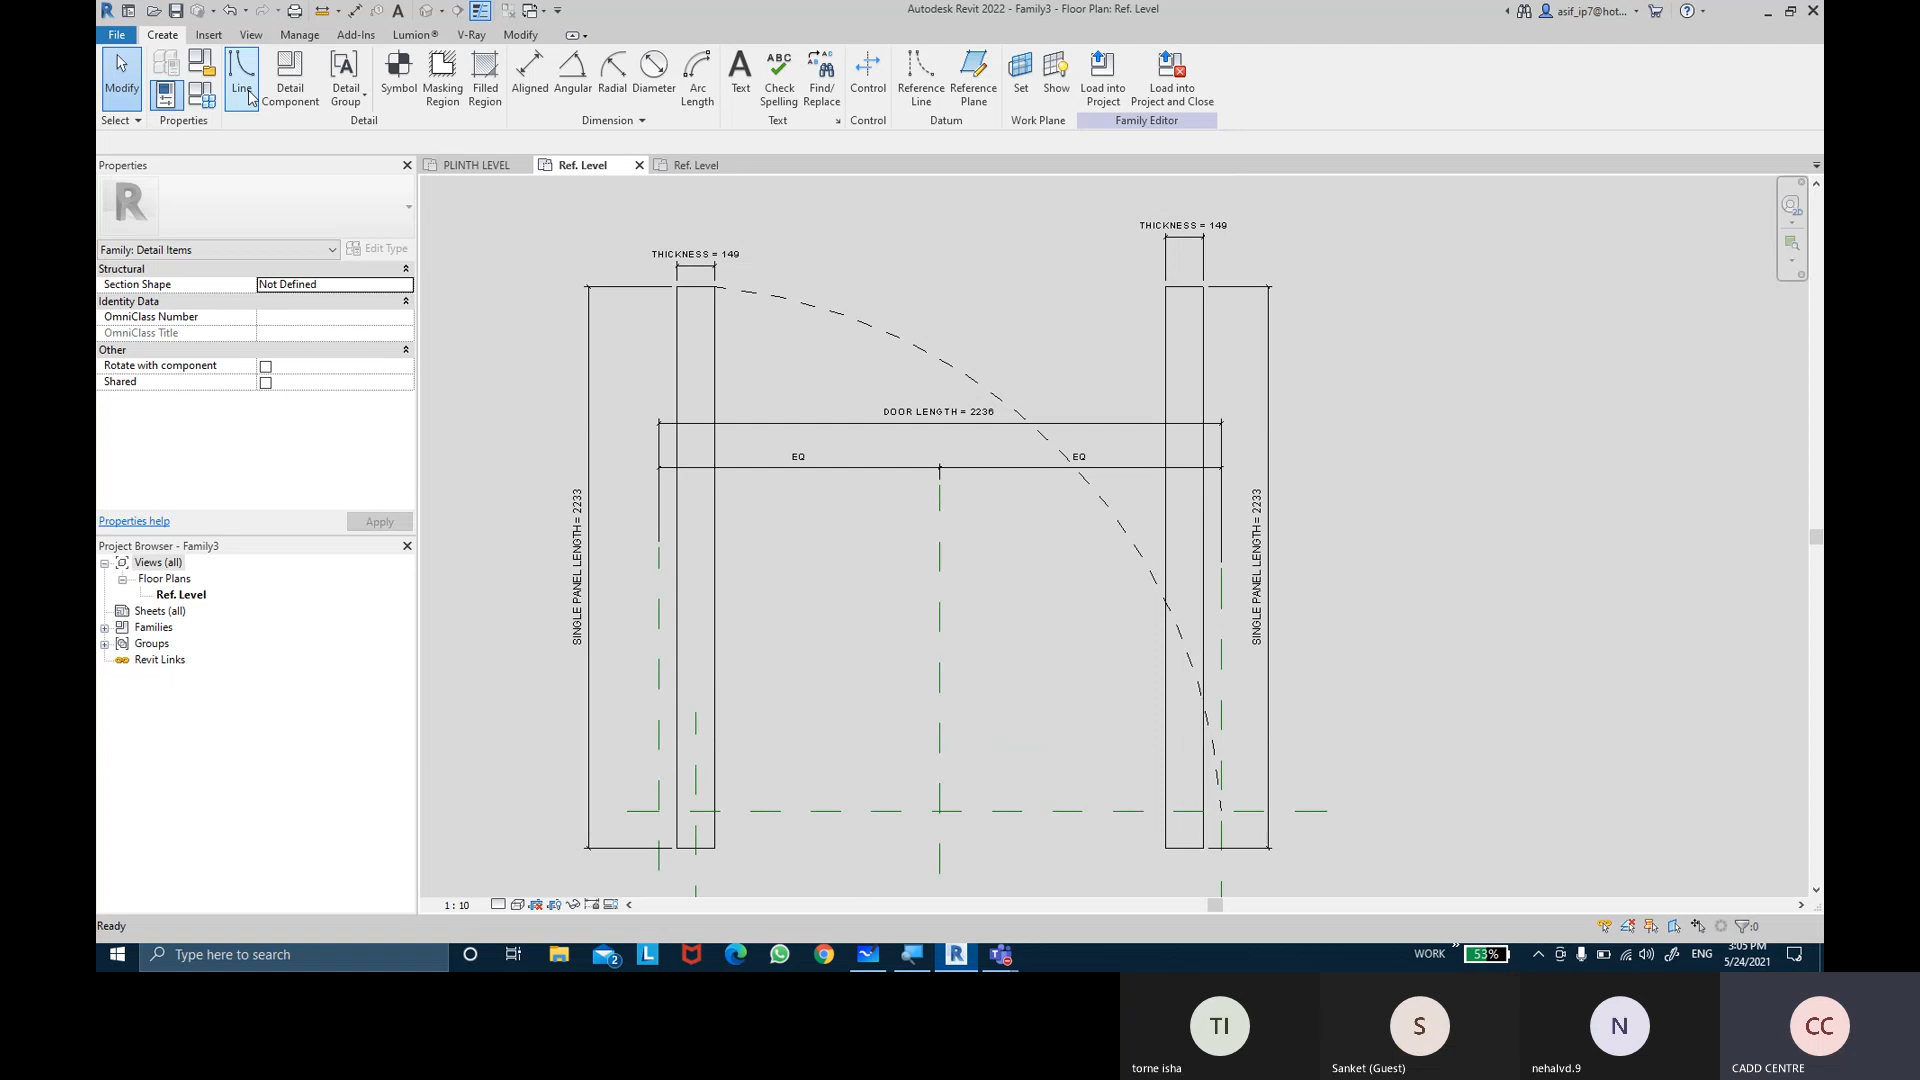 Autodesk Revit 2022 - Family3 - Floor Plan: Ref. Level
asif_ip7@hot...
File Create Insert View Manage Add-Ins Lumion® V-Ray Modify
Modify
Line
Detail Component
Detail Group
Symbol
Masking Region
Filled Region
Aligned
Angular
Radial
Diameter
Arc Length
Text
Check Spelling
Find/ Replace
Control
Reference Line
Reference Plane
Set
Show
Load into Project
Load into Project and Close
Select
Properties
Detail
Dimension
Text
Control
Datum
Work Plane
Family Editor
Properties
PLINTH LEVEL
Ref. Level
Ref. Level
R
Family: Detail Items
Edit Type
Structural
Section Shape Not Defined
Identity Data
OmniClass Number
OmniClass Title
Other
Rotate with component
Shared
Properties help
Apply
Project Browser - Family3
Views (all)
Floor Plans
Ref. Level
Sheets (all)
Families
Groups
Revit Links
THICKNESS = 149
THICKNESS = 149
DOOR LENGTH = 2236
EQ
EQ
SINGLE PANEL LENGTH = 2233
SINGLE PANEL LENGTH = 2233
2D
1 : 10
Ready
:0
Type here to search
2
WORK
53%
ENG
3:05 PM
5/24/2021
TI
S
N
CC
torne isha
Sanket (Guest)
nehalvd.9
CADD CENTRE